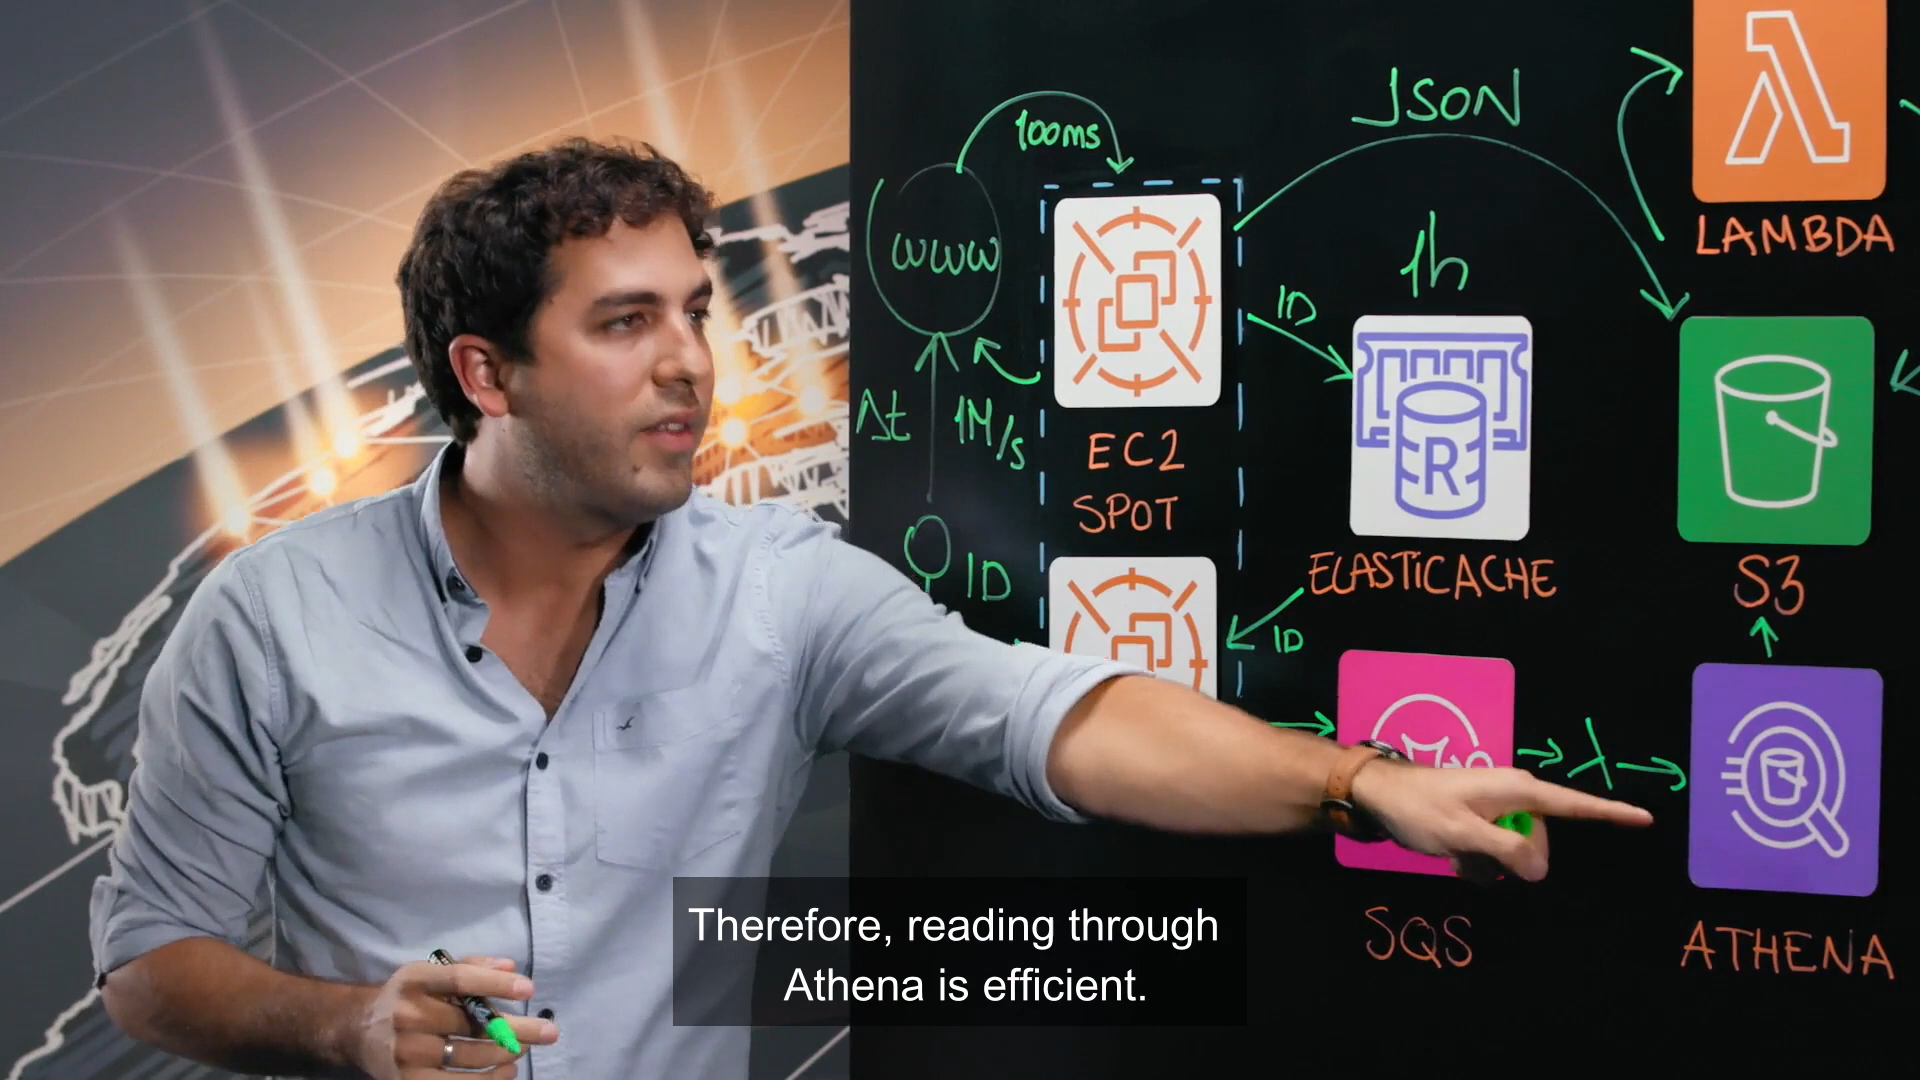 JSON
100ms
LAMBDA
WWW
1h
ID
Δt
1M/s
EC2
SPOT
R
ELASTICACHE
S3
ID
ID
λ
SQS
ATHENA
Therefore, reading through
Athena is efficient.